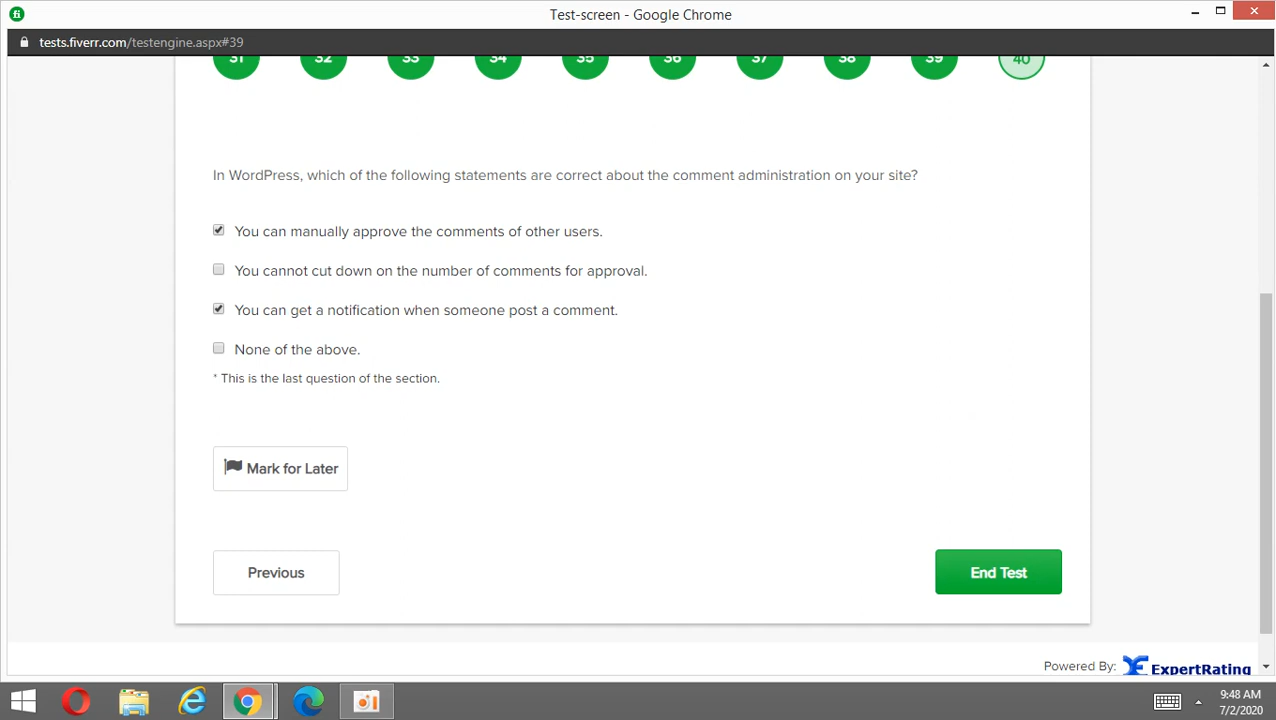 Test-screen - Google Chrome
tests.fiverr.com/testengine.aspx#39
31 32 33 34 35 36 37 38 39 40
In WordPress, which of the following statements are correct about the comment administration on your site?
You can manually approve the comments of other users.
You cannot cut down on the number of comments for approval.
You can get a notification when someone post a comment.
None of the above.
* This is the last question of the section.
Mark for Later
Previous
End Test
Powered By: ExpertRating
9:48 AM
7/2/2020